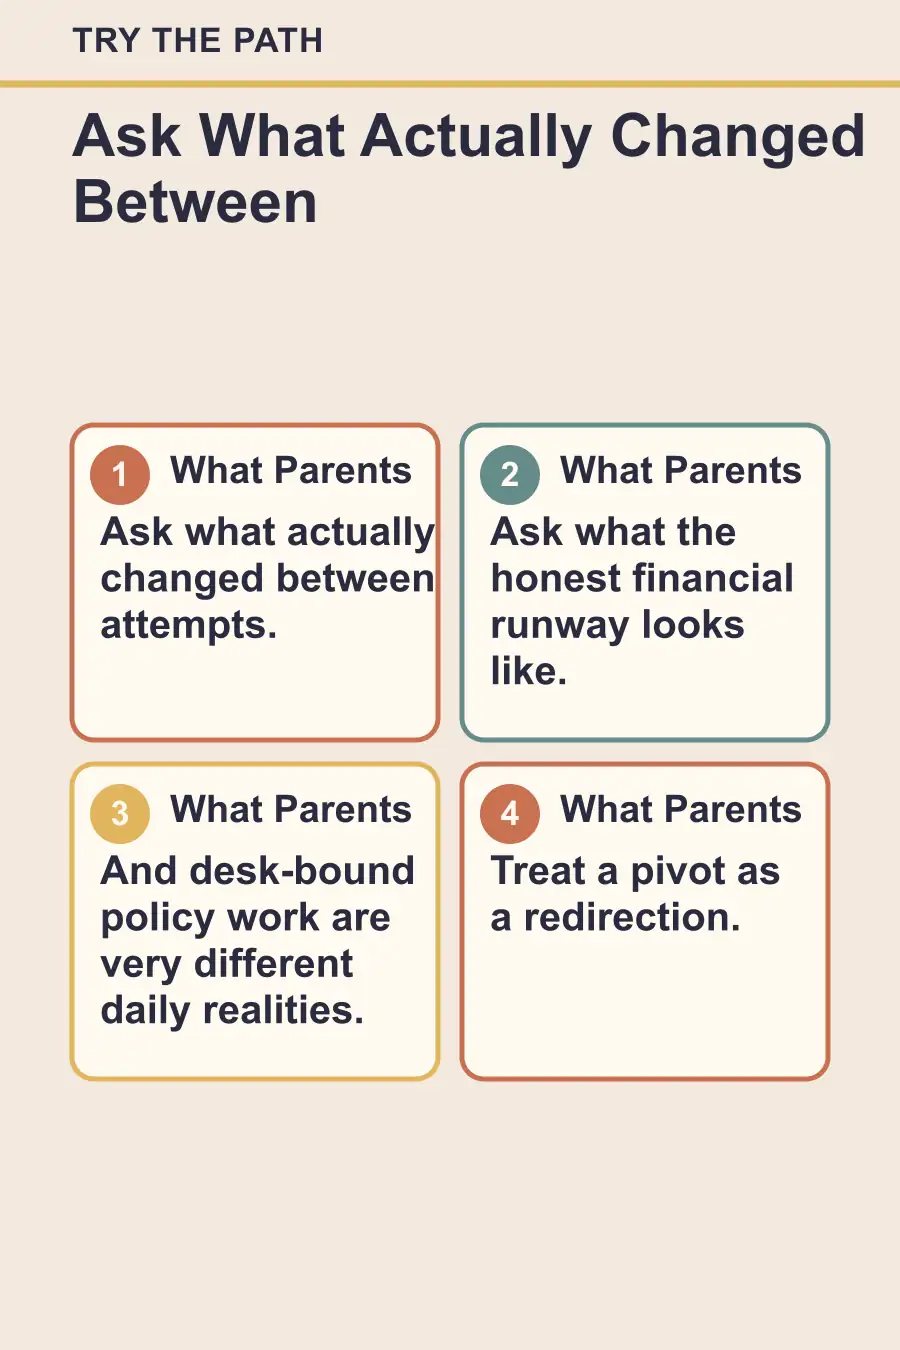 TRY THE PATH
Ask What Actually Changed
Between
1 What Parents
Ask what actually
changed between
attempts.
2 What Parents
Ask what the
honest financial
runway looks
like.
3 What Parents
And desk-bound
policy work are
very different
daily realities.
4 What Parents
Treat a pivot as
a redirection.